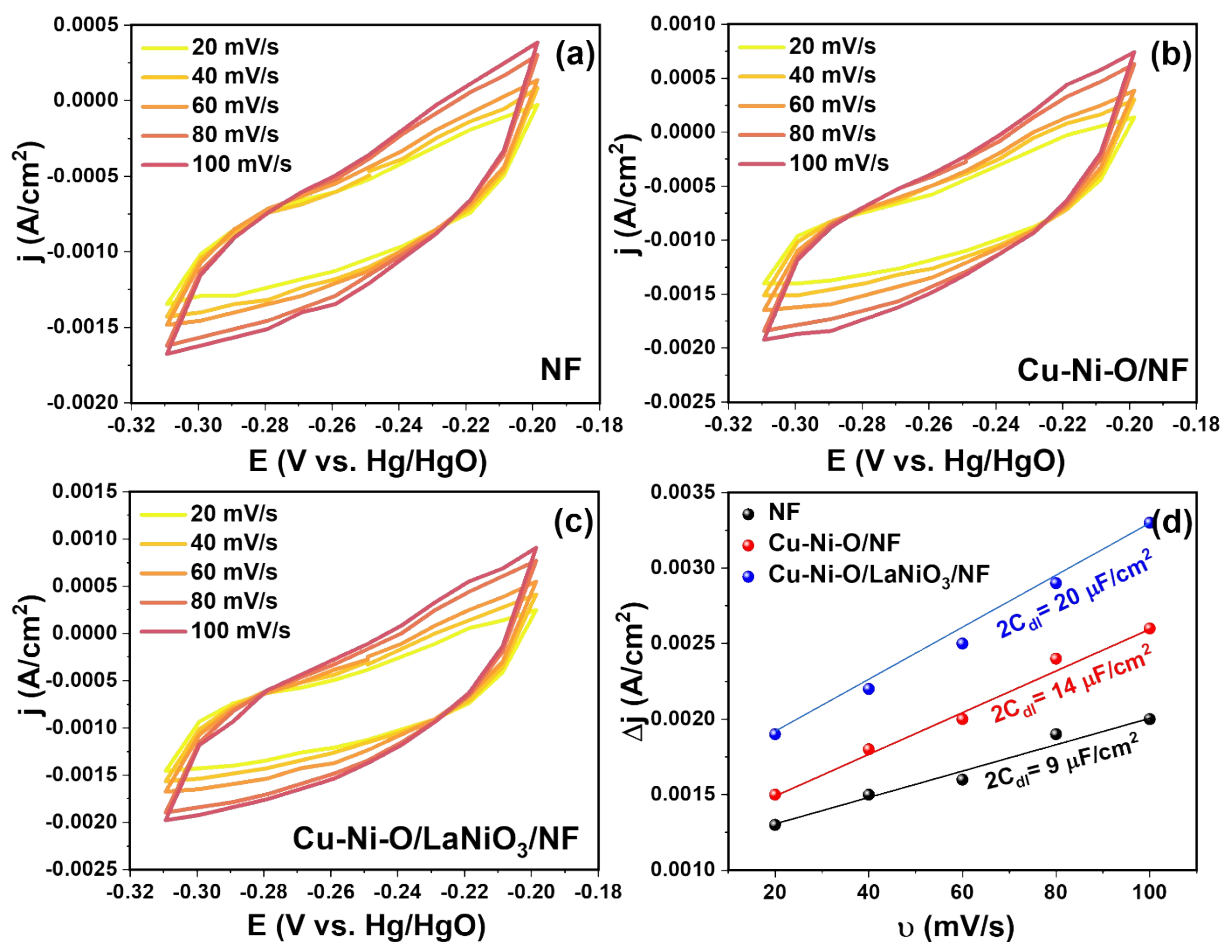 (a)
20 mV/s
40 mV/s
60 mV/s
80 mV/s
100 mV/s
0.0005
0.0000
-0.0005
-0.0010
-0.0015
-0.0020
j (A/cm²)
NF
-0.32 -0.30 -0.28 -0.26 -0.24 -0.22 -0.20 -0.18
E (V vs. Hg/HgO)
(b)
20 mV/s
40 mV/s
60 mV/s
80 mV/s
100 mV/s
0.0010
0.0005
0.0000
-0.0005
-0.0010
-0.0015
-0.0020
-0.0025
j (A/cm²)
Cu-Ni-O/NF
-0.32 -0.30 -0.28 -0.26 -0.24 -0.22 -0.20 -0.18
E (V vs. Hg/HgO)
(c)
20 mV/s
40 mV/s
60 mV/s
80 mV/s
100 mV/s
0.0015
0.0010
0.0005
0.0000
-0.0005
-0.0010
-0.0015
-0.0020
-0.0025
j (A/cm²)
Cu-Ni-O/LaNiO₃/NF
-0.32 -0.30 -0.28 -0.26 -0.24 -0.22 -0.20 -0.18
E (V vs. Hg/HgO)
(d)
NF
Cu-Ni-O/NF
Cu-Ni-O/LaNiO₃/NF
0.0035
0.0030
0.0025
0.0020
0.0015
0.0010
Δj (A/cm²)
2C_dl= 20 μF/cm²
2C_dl= 14 μF/cm²
2C_dl= 9 μF/cm²
20 40 60 80 100
υ (mV/s)